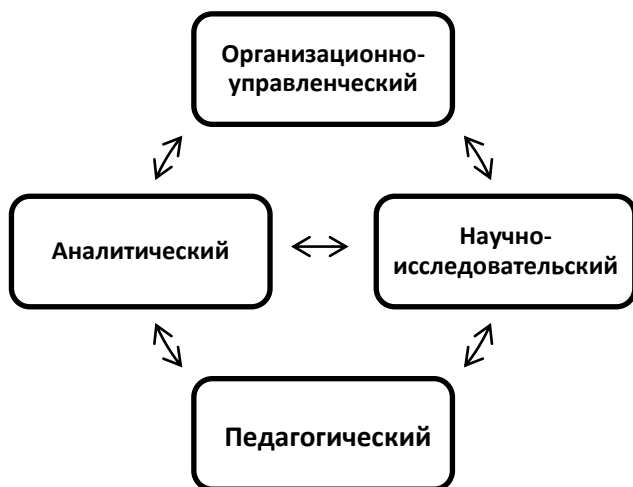 Организационно-
управленческий
Аналитический
Научно-
исследовательский
Педагогический